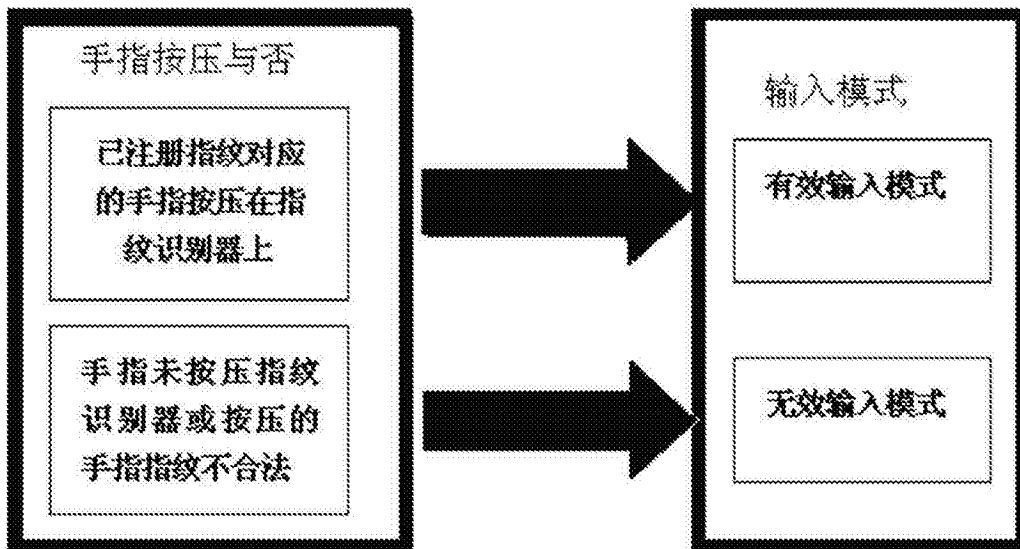 手指按压与否
已注册指纹对应
的手指按压在指
纹识别器上
手指未按压指纹
识别器或按压的
手指指纹不合法
输入模式
有效输入模式
无效输入模式